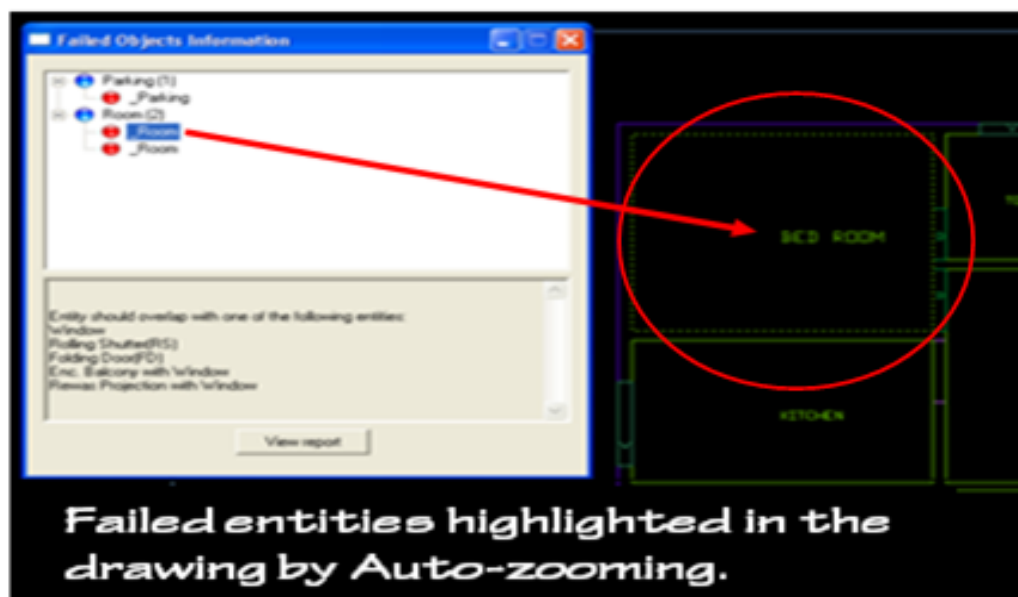 Failed Objects Information
Parking (1)
_Parking
Room (2)
_Room
_Room
BED ROOM
Entity should overlap with one of the following entities:
Window
Rolling Shutter(RS)
Folding Door(FD)
Enc. Balcony with Window
Rewas Projection with Window
KITCHEN
View report
Failed entities highlighted in the
drawing by Auto-zooming.